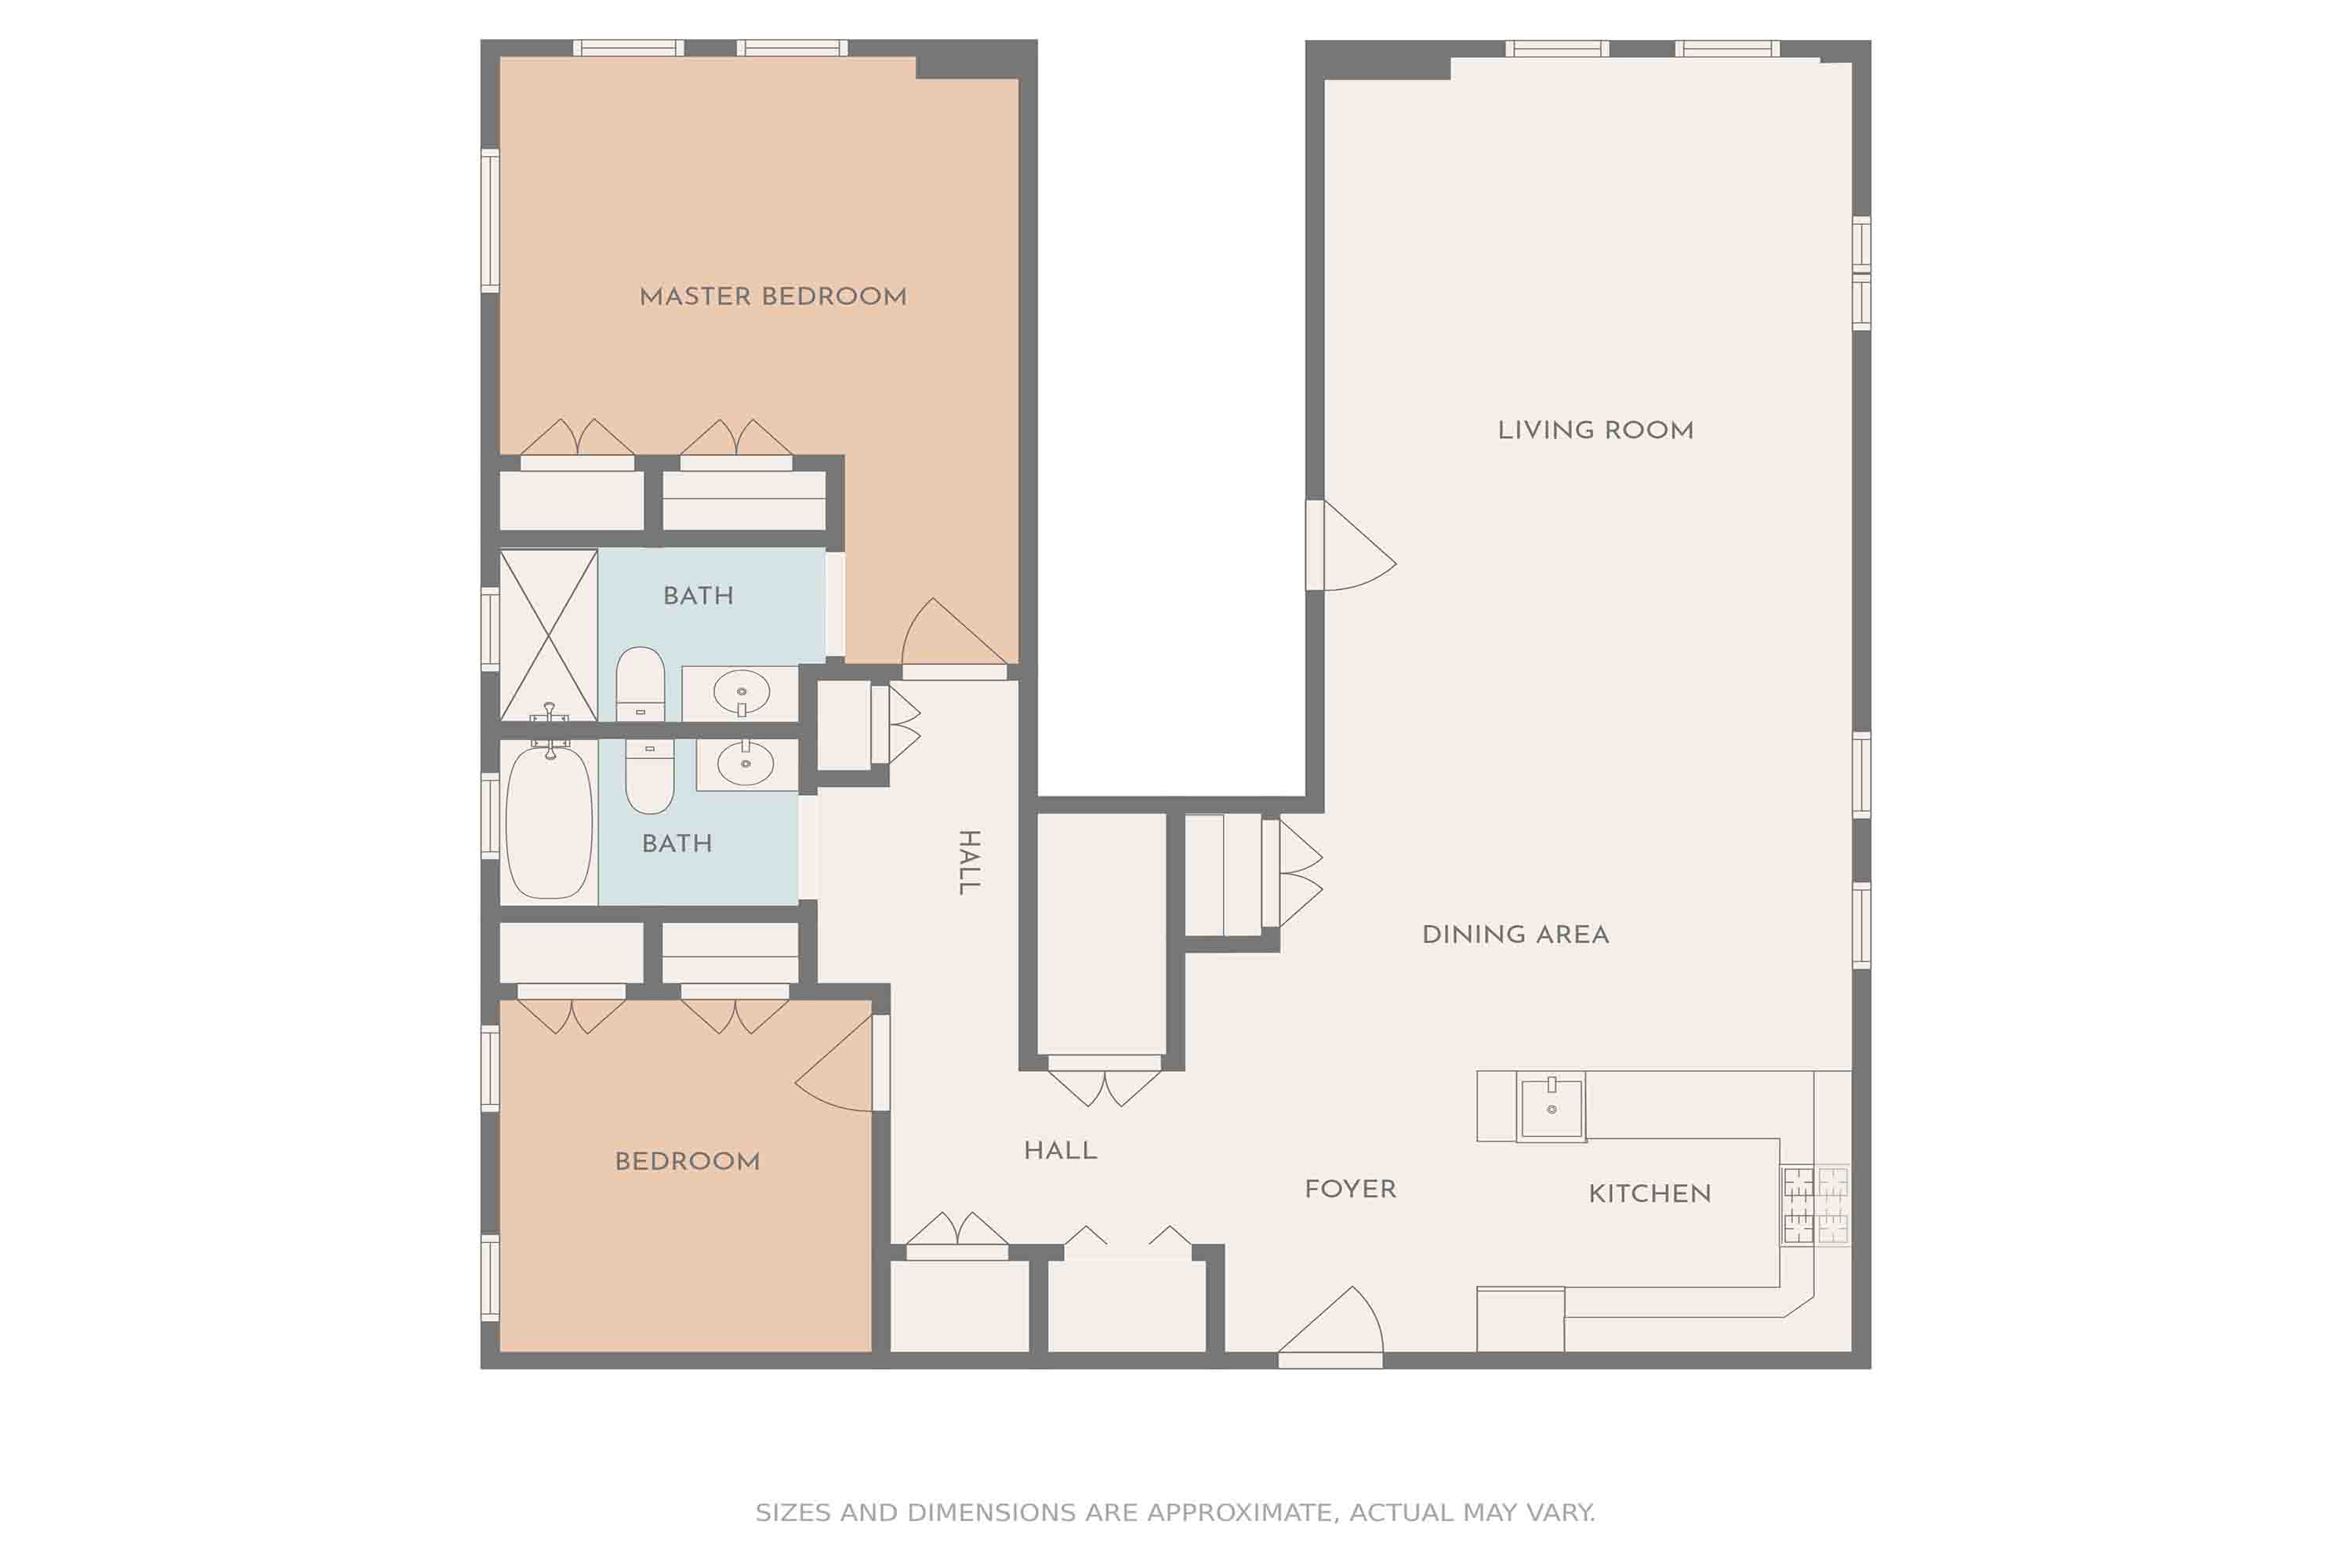 MASTER BEDROOM
LIVING ROOM
BATH
BATH
HALL
DINING AREA
BEDROOM
HALL
FOYER
KITCHEN
SIZES AND DIMENSIONS ARE APPROXIMATE, ACTUAL MAY VARY.